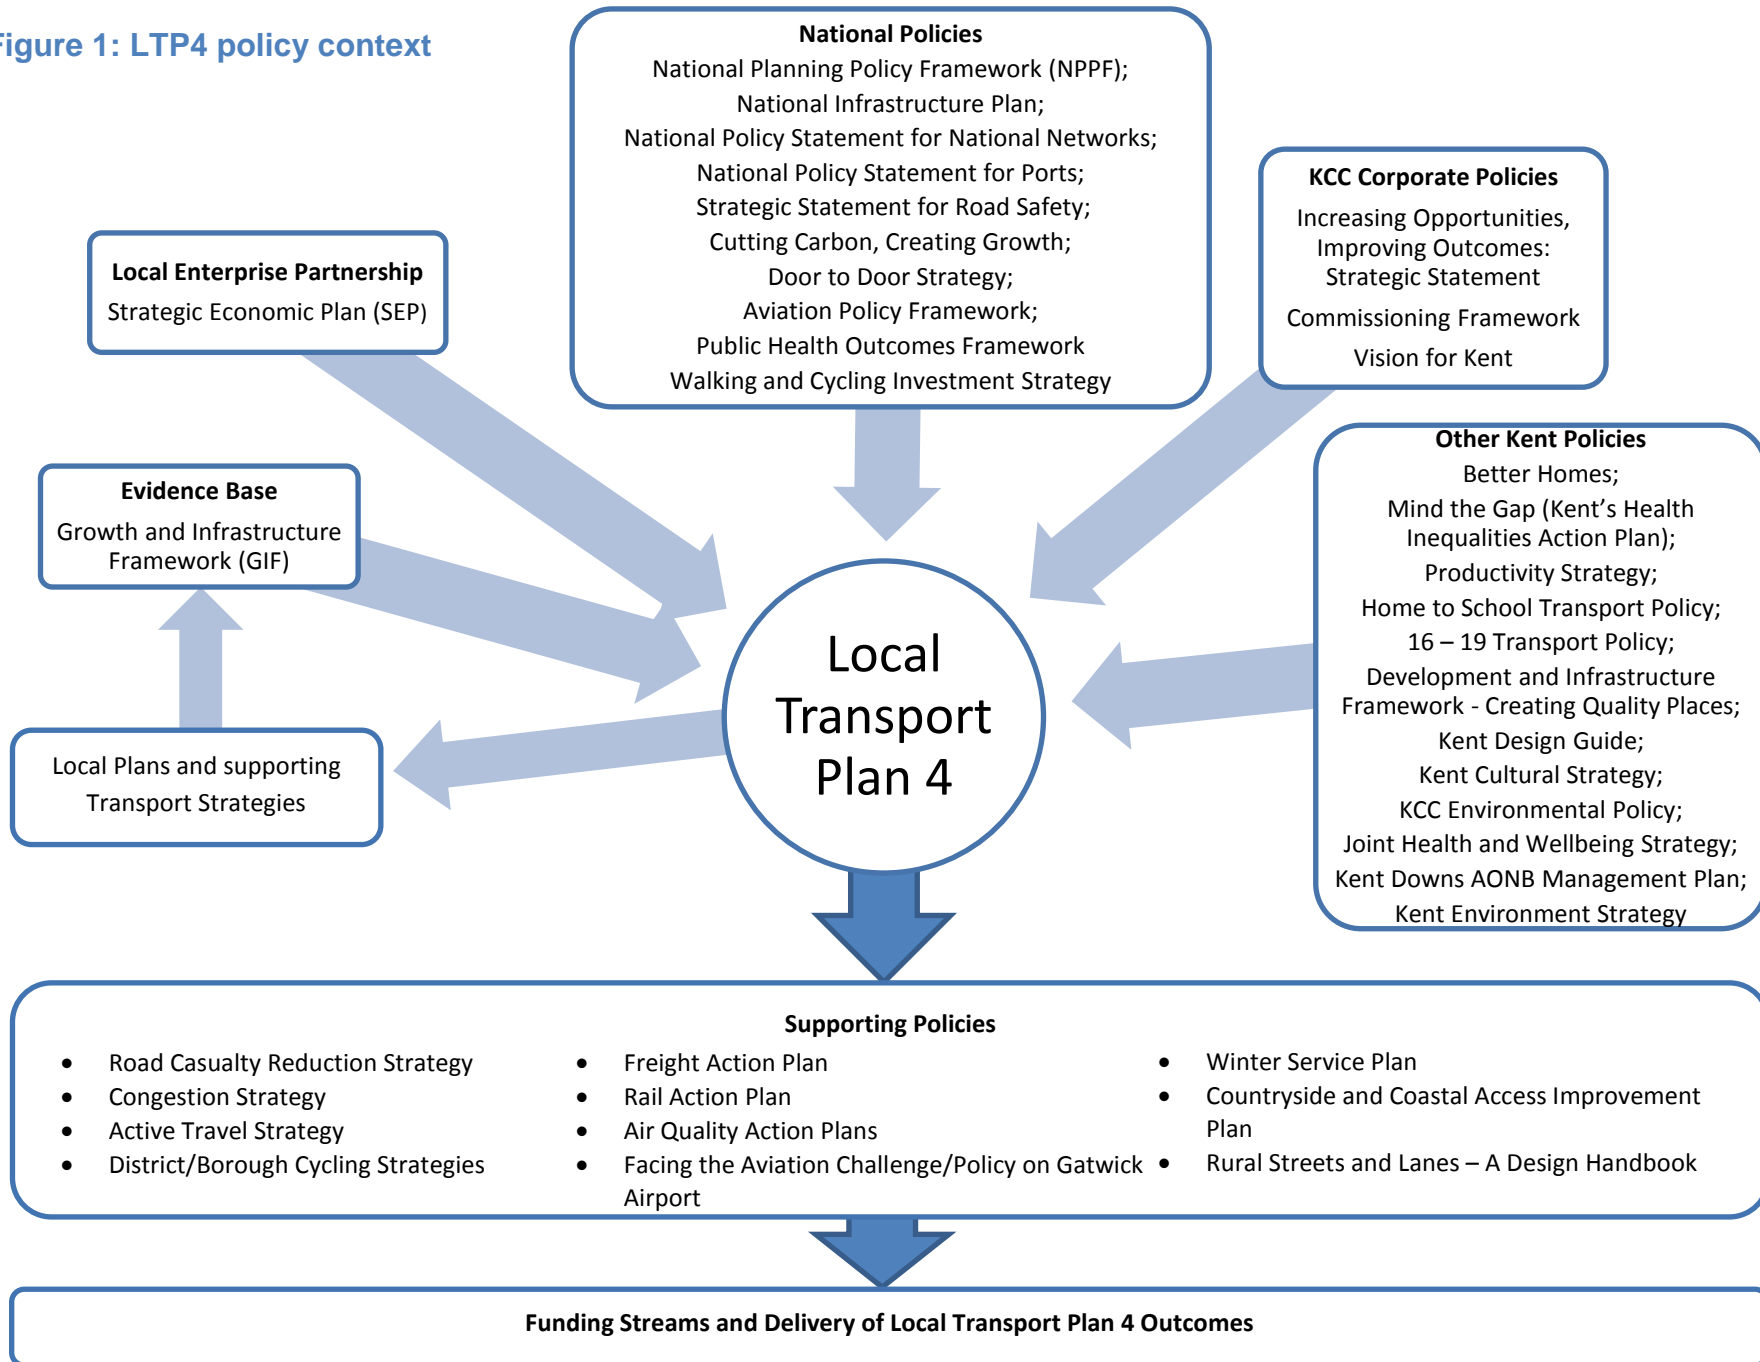 Figure 1: LTP4 policy context
National Policies
National Planning Policy Framework (NPPF);
National Infrastructure Plan;
National Policy Statement for National Networks;
National Policy Statement for Ports;
Strategic Statement for Road Safety;
Cutting Carbon, Creating Growth;
Door to Door Strategy;
Aviation Policy Framework;
Public Health Outcomes Framework
Walking and Cycling Investment Strategy
KCC Corporate Policies
Increasing Opportunities,
Improving Outcomes:
Strategic Statement
Commissioning Framework
Vision for Kent
Local Enterprise Partnership
Strategic Economic Plan (SEP)
Evidence Base
Growth and Infrastructure
Framework (GIF)
Other Kent Policies
Better Homes;
Mind the Gap (Kent’s Health
Inequalities Action Plan);
Productivity Strategy;
Home to School Transport Policy;
16 – 19 Transport Policy;
Development and Infrastructure
Framework - Creating Quality Places;
Kent Design Guide;
Kent Cultural Strategy;
KCC Environmental Policy;
Joint Health and Wellbeing Strategy;
Kent Downs AONB Management Plan;
Kent Environment Strategy
Local
Transport
Plan 4
Local Plans and supporting
Transport Strategies
Supporting Policies
• Road Casualty Reduction Strategy
• Congestion Strategy
• Active Travel Strategy
• District/Borough Cycling Strategies
• Freight Action Plan
• Rail Action Plan
• Air Quality Action Plans
• Facing the Aviation Challenge/Policy on Gatwick
Airport
• Winter Service Plan
• Countryside and Coastal Access Improvement
Plan
• Rural Streets and Lanes – A Design Handbook
Funding Streams and Delivery of Local Transport Plan 4 Outcomes